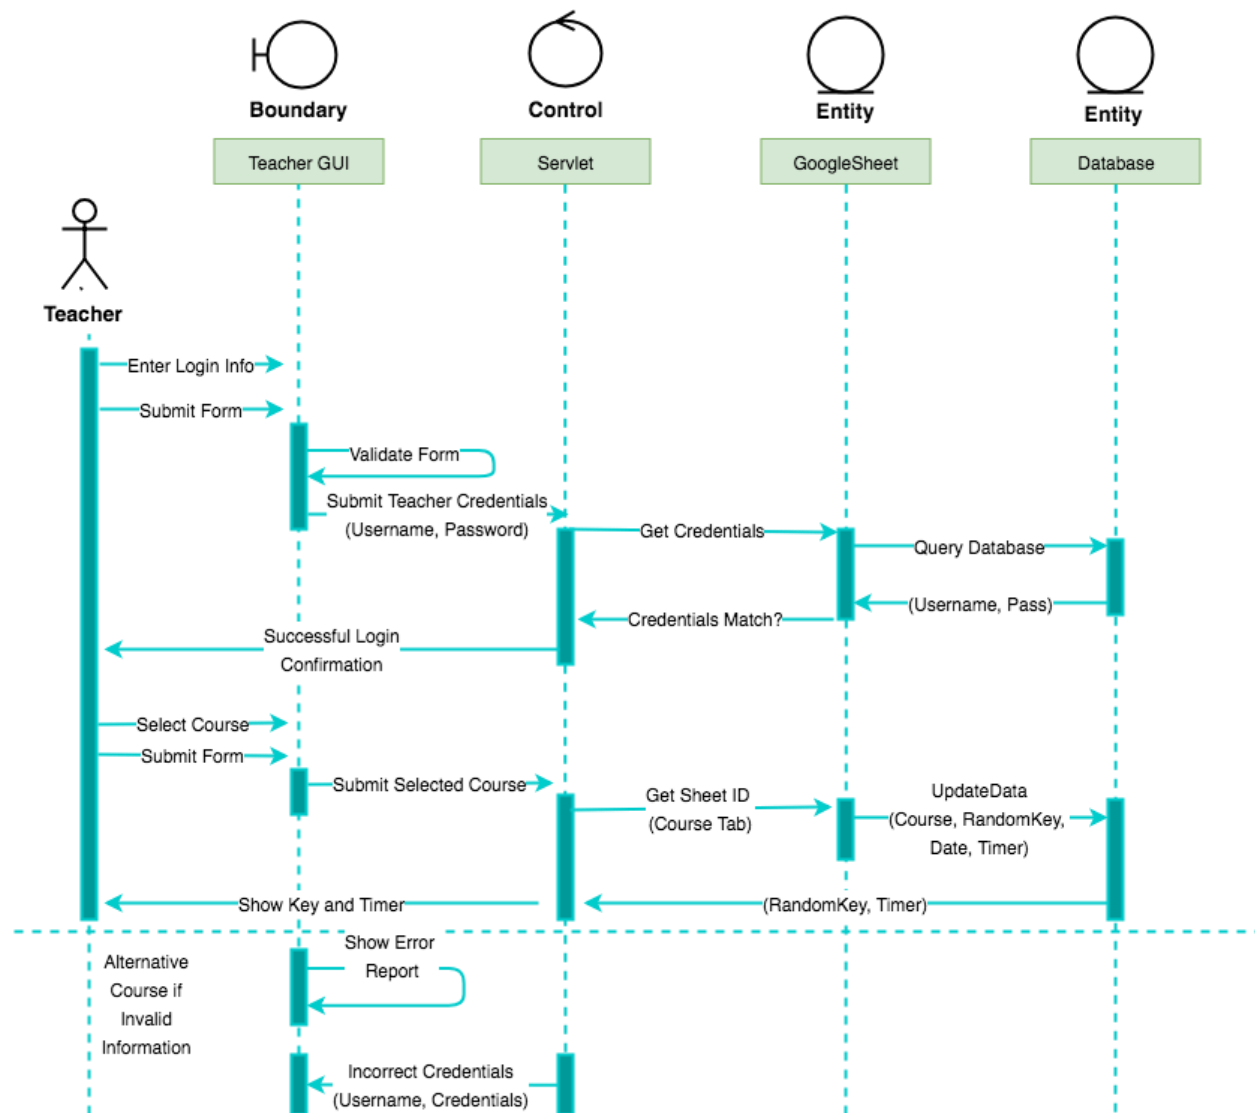 Boundary
Control
Entity
Entity
Teacher GUI
Servlet
GoogleSheet
Database
Teacher
Enter Login Info
Submit Form
Validate Form
Submit Teacher Credentials
(Username, Password)
Get Credentials
Query Database
(Username, Pass)
Credentials Match?
Successful Login
Confirmation
Select Course
Submit Form
Submit Selected Course
Get Sheet ID
(Course Tab)
UpdateData
(Course, RandomKey,
Date, Timer)
Show Key and Timer
(RandomKey, Timer)
Alternative
Course if
Invalid
Information
Show Error
Report
Incorrect Credentials
(Username, Credentials)